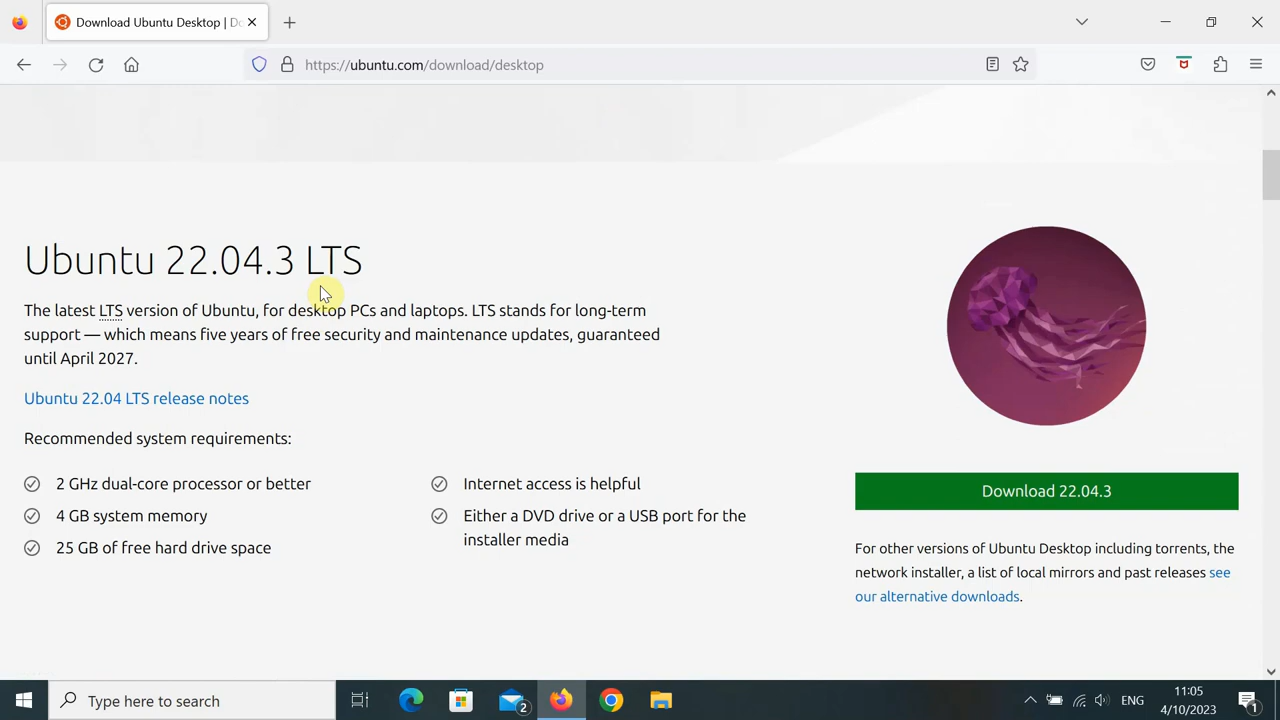 Download Ubuntu Desktop | D
https://ubuntu.com/download/desktop
Ubuntu 22.04.3 LTS
The latest LTS version of Ubuntu, for desktop PCs and laptops. LTS stands for long-term
support — which means five years of free security and maintenance updates, guaranteed
until April 2027.
Ubuntu 22.04 LTS release notes
Recommended system requirements:
2 GHz dual-core processor or better
4 GB system memory
25 GB of free hard drive space
Internet access is helpful
Either a DVD drive or a USB port for the
installer media
Download 22.04.3
For other versions of Ubuntu Desktop including torrents, the
network installer, a list of local mirrors and past releases see
our alternative downloads.
Type here to search
2
ENG
11:05
4/10/2023
1